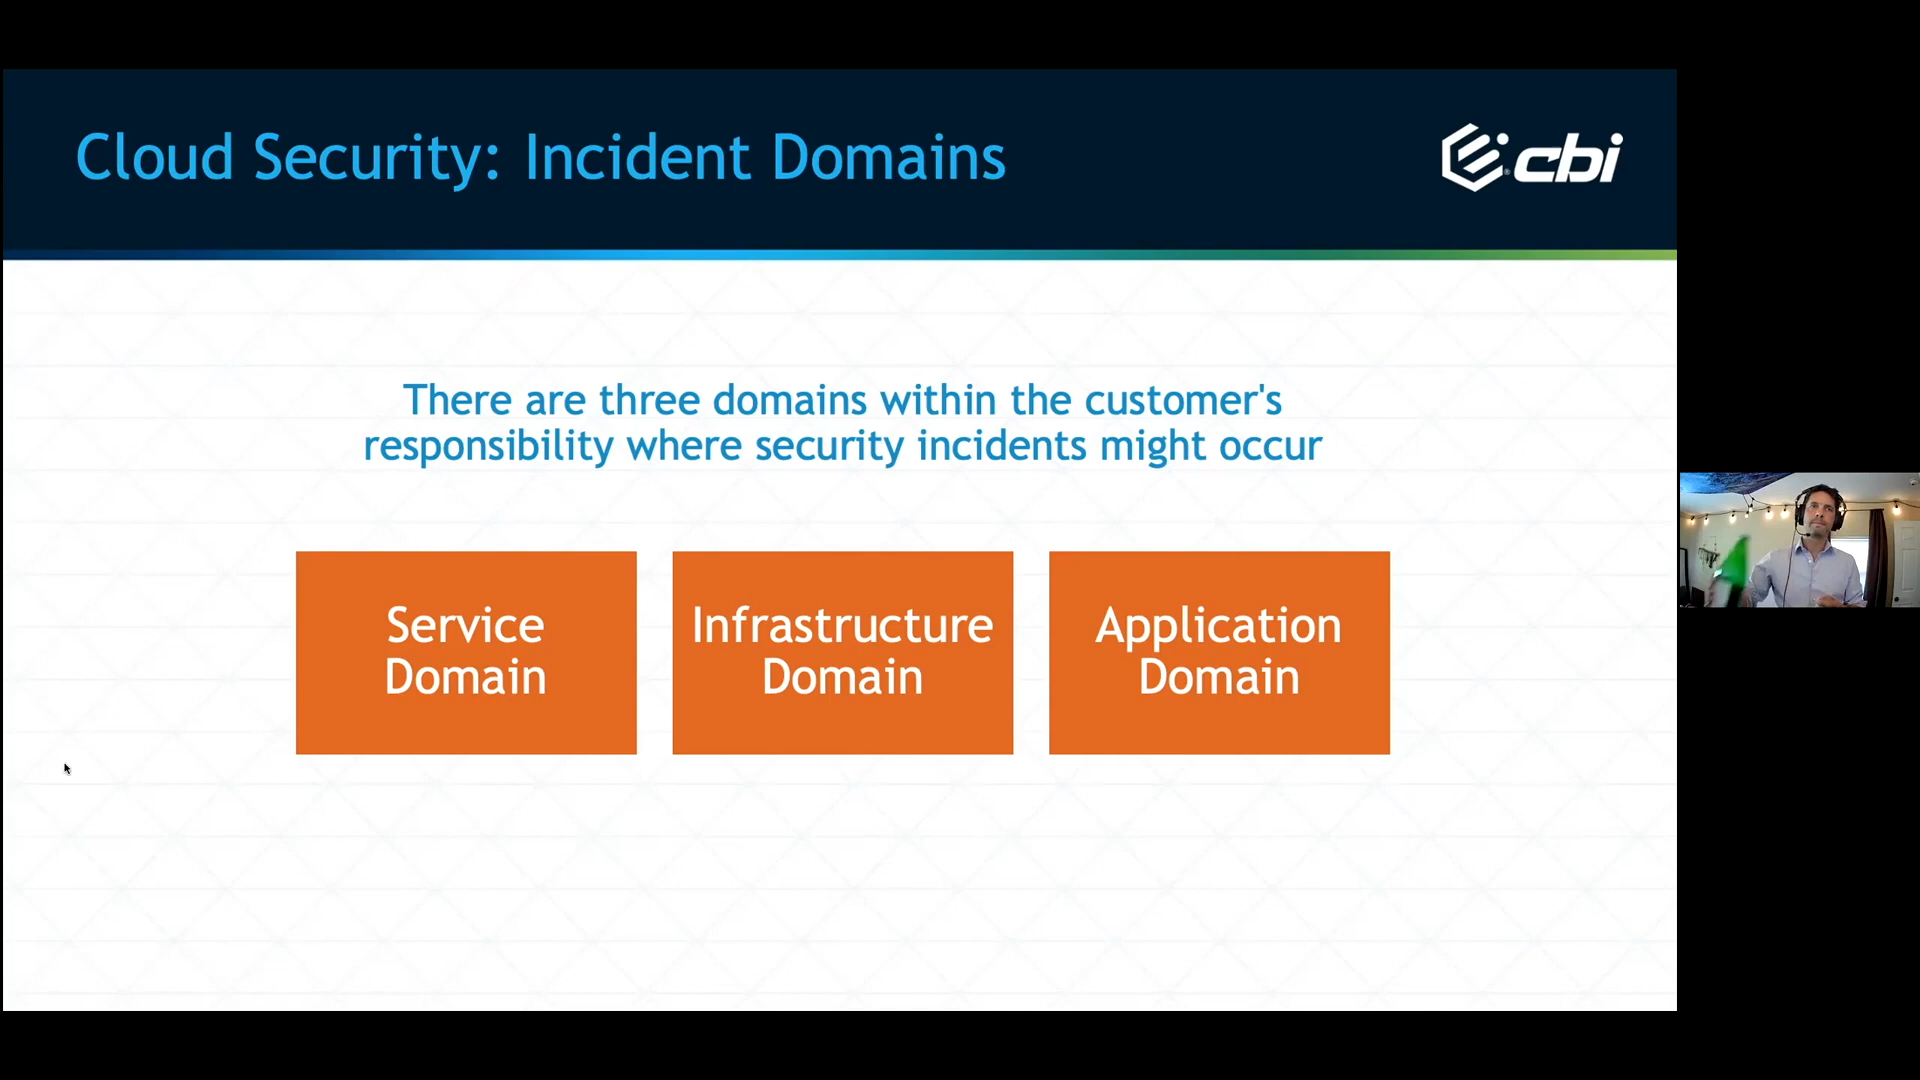 Cloud Security: Incident Domains
cbi
There are three domains within the customer's
responsibility where security incidents might occur
Service
Domain
Infrastructure
Domain
Application
Domain